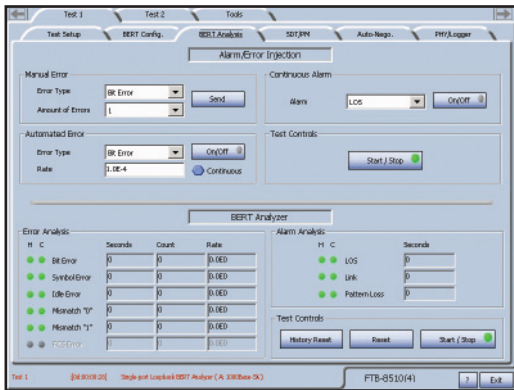 Test 1 Test 2 Tools
Test Setup BERT Config. BERT Analysis SDT/PM Auto-Nego. PHY/Logger
Alarm/Error Injection
Manual Error
Error Type Bit Error
Amount of Errors 1
Send
Continuous Alarm
Alarm LOS On/Off
Automated Error
Error Type Bit Error On/Off
Rate 1.0E-4 Continuous
Test Controls
Start / Stop
BERT Analyzer
Error Analysis
H C Seconds Count Rate
Bit Error 0 0 0.0E0
Symbol Error 0 0 0.0E0
Idle Error 0 0 0.0E0
Mismatch "0" 0 0 0.0E0
Mismatch "1" 0 0 0.0E0
FCS Error 0 0 0.0E0
Alarm Analysis
H C Seconds
LOS 0
Link 0
Pattern Loss 0
Test Controls
History Reset Reset Start / Stop
Test 1 Single-port Loopback BERT Analyzer
FTB-8510(4) ? Exit